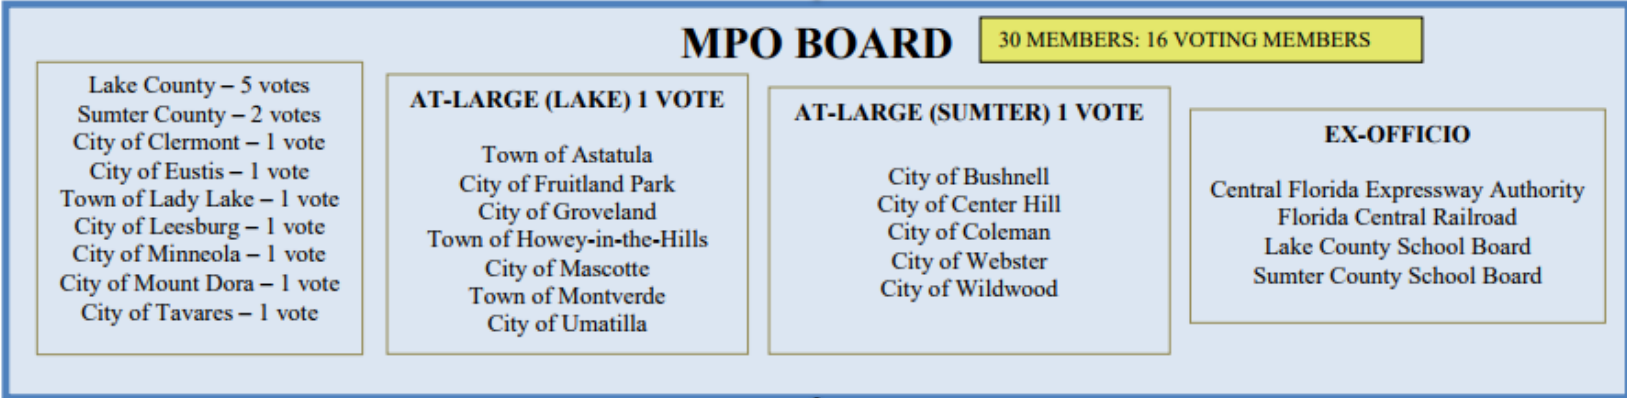 MPO BOARD
30 MEMBERS: 16 VOTING MEMBERS
Lake County – 5 votes
Sumter County – 2 votes
City of Clermont – 1 vote
City of Eustis – 1 vote
Town of Lady Lake – 1 vote
City of Leesburg – 1 vote
City of Minneola – 1 vote
City of Mount Dora – 1 vote
City of Tavares – 1 vote
AT-LARGE (LAKE) 1 VOTE
Town of Astatula
City of Fruitland Park
City of Groveland
Town of Howey-in-the-Hills
City of Mascotte
Town of Montverde
City of Umatilla
AT-LARGE (SUMTER) 1 VOTE
City of Bushnell
City of Center Hill
City of Coleman
City of Webster
City of Wildwood
EX-OFFICIO
Central Florida Expressway Authority
Florida Central Railroad
Lake County School Board
Sumter County School Board